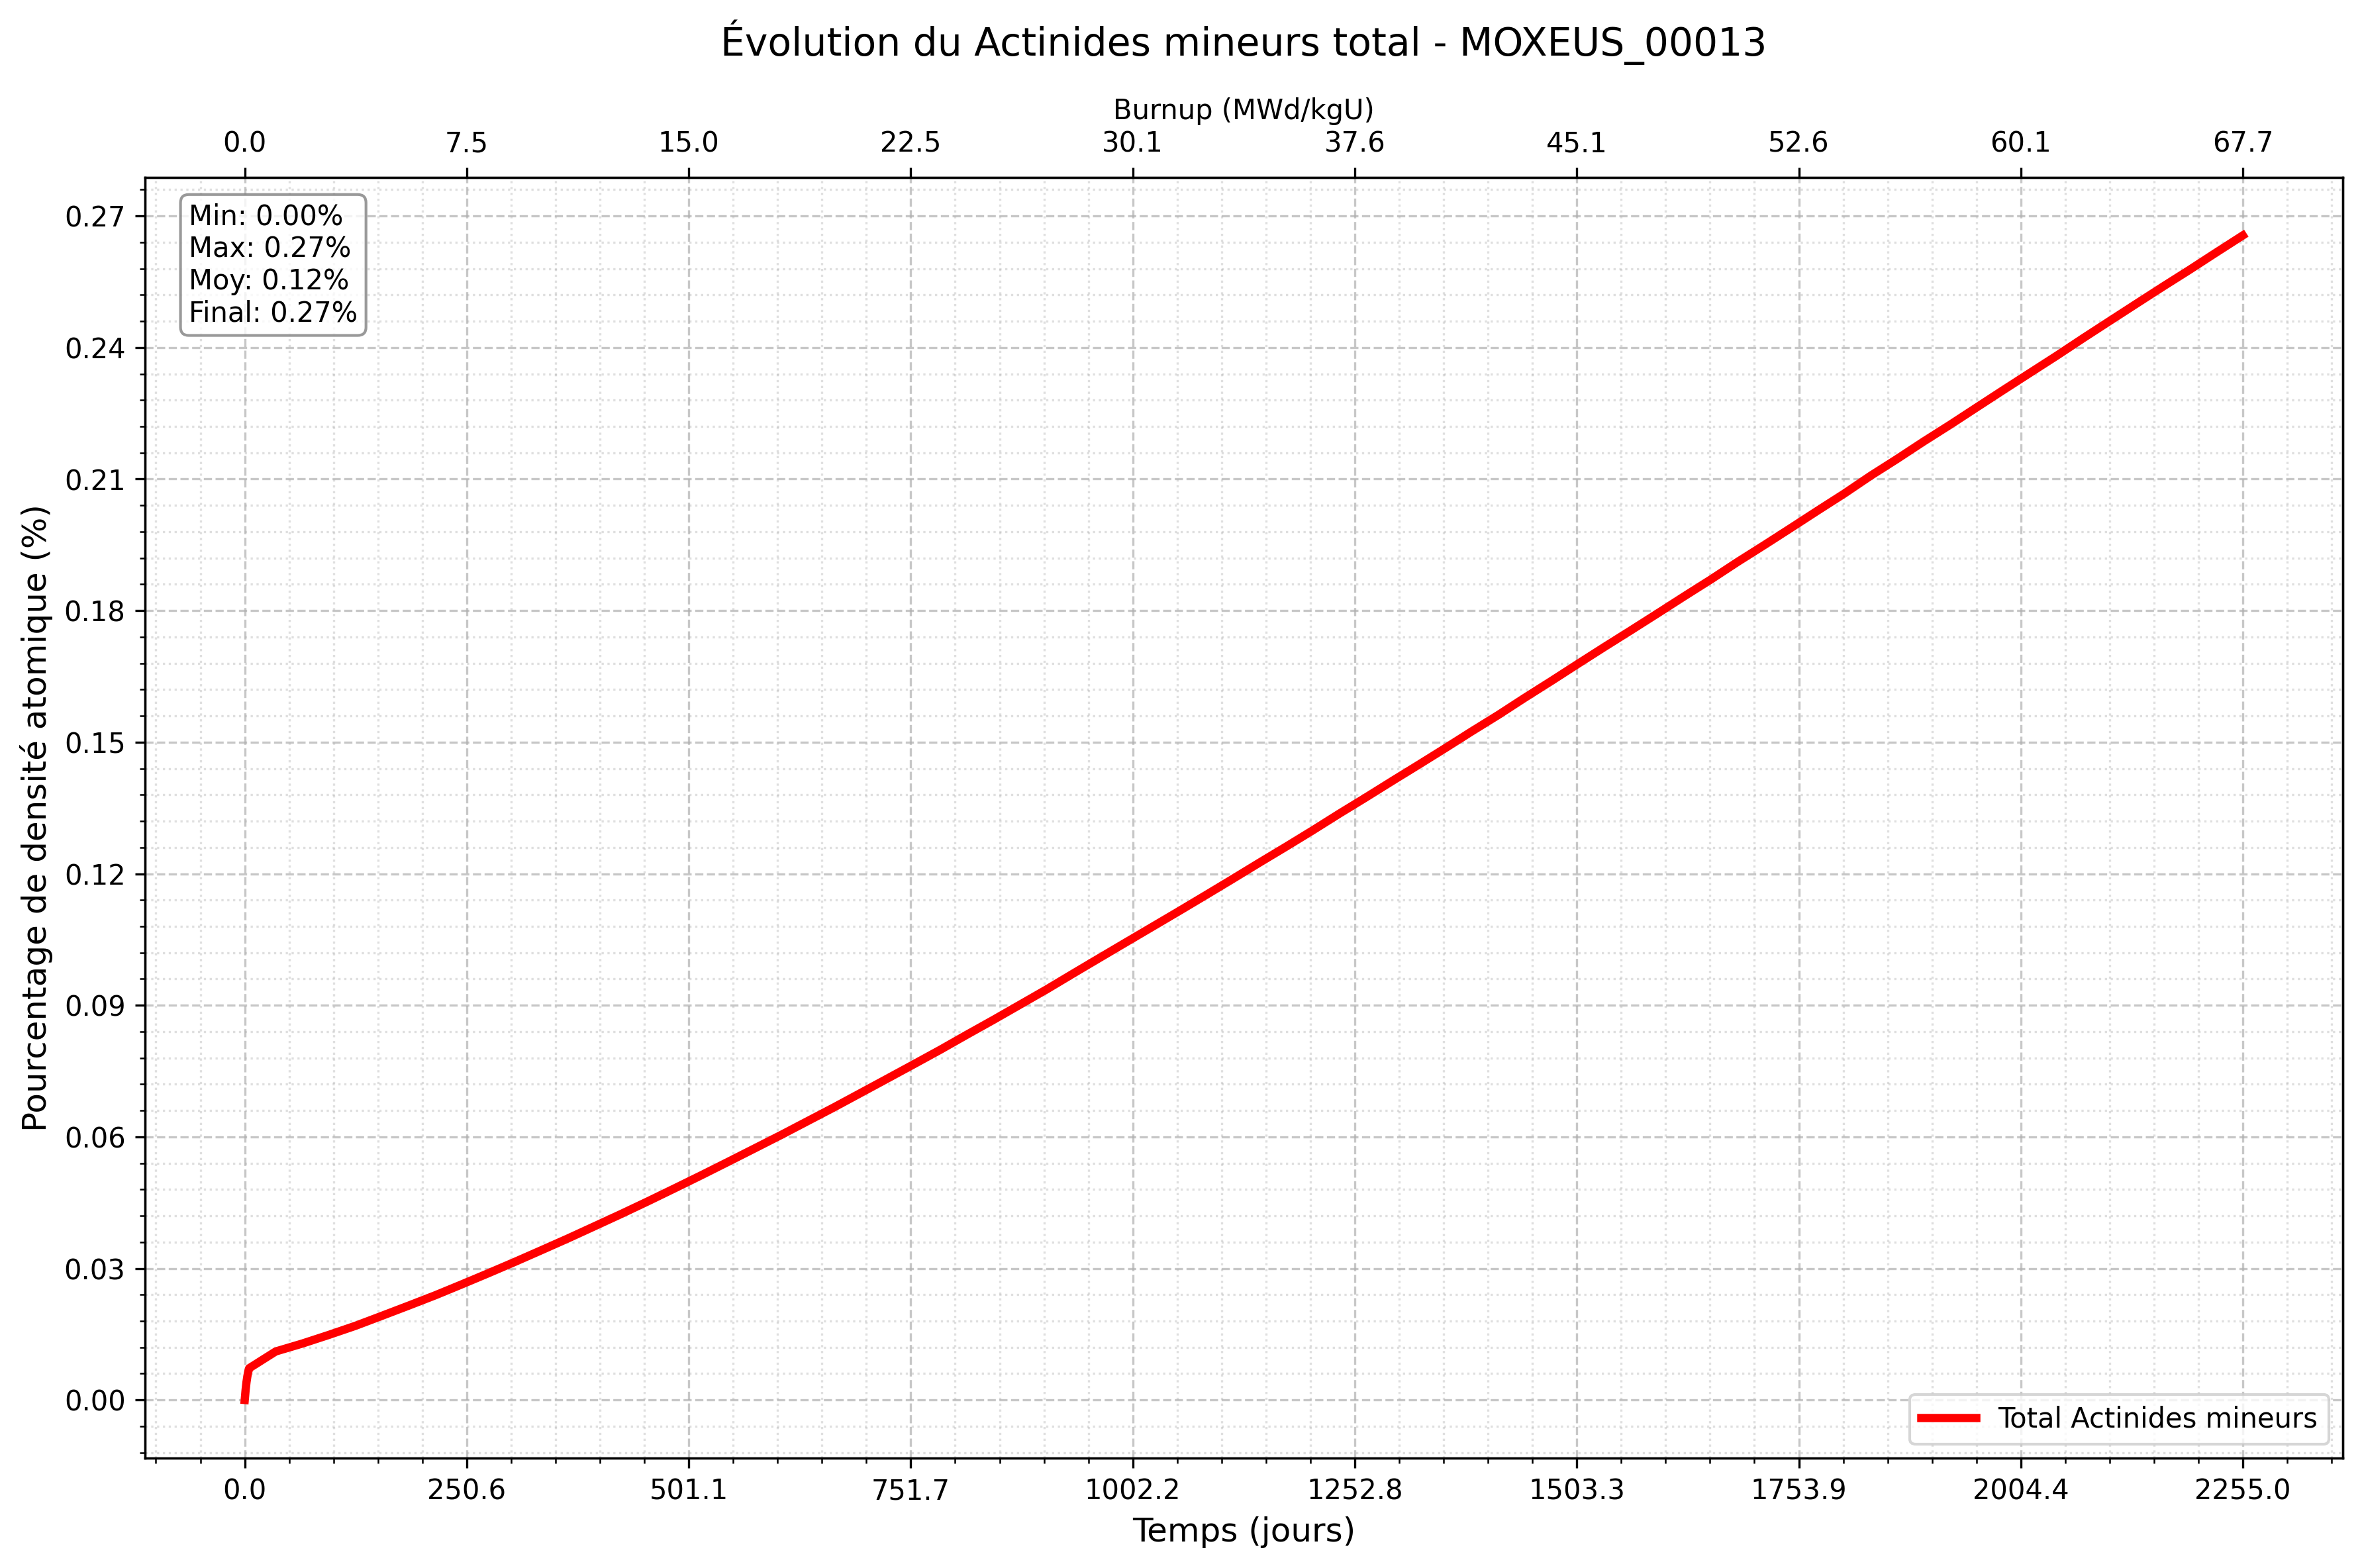 Évolution du Actinides mineurs total - MOXEUS_00013
Burnup (MWd/kgU)
0.0 7.5 15.0 22.5 30.1 37.6 45.1 52.6 60.1 67.7
Min: 0.00%
Max: 0.27%
Moy: 0.12%
Final: 0.27%
Pourcentage de densité atomique (%)
0.27
0.24
0.21
0.18
0.15
0.12
0.09
0.06
0.03
0.00
Total Actinides mineurs
0.0 250.6 501.1 751.7 1002.2 1252.8 1503.3 1753.9 2004.4 2255.0
Temps (jours)